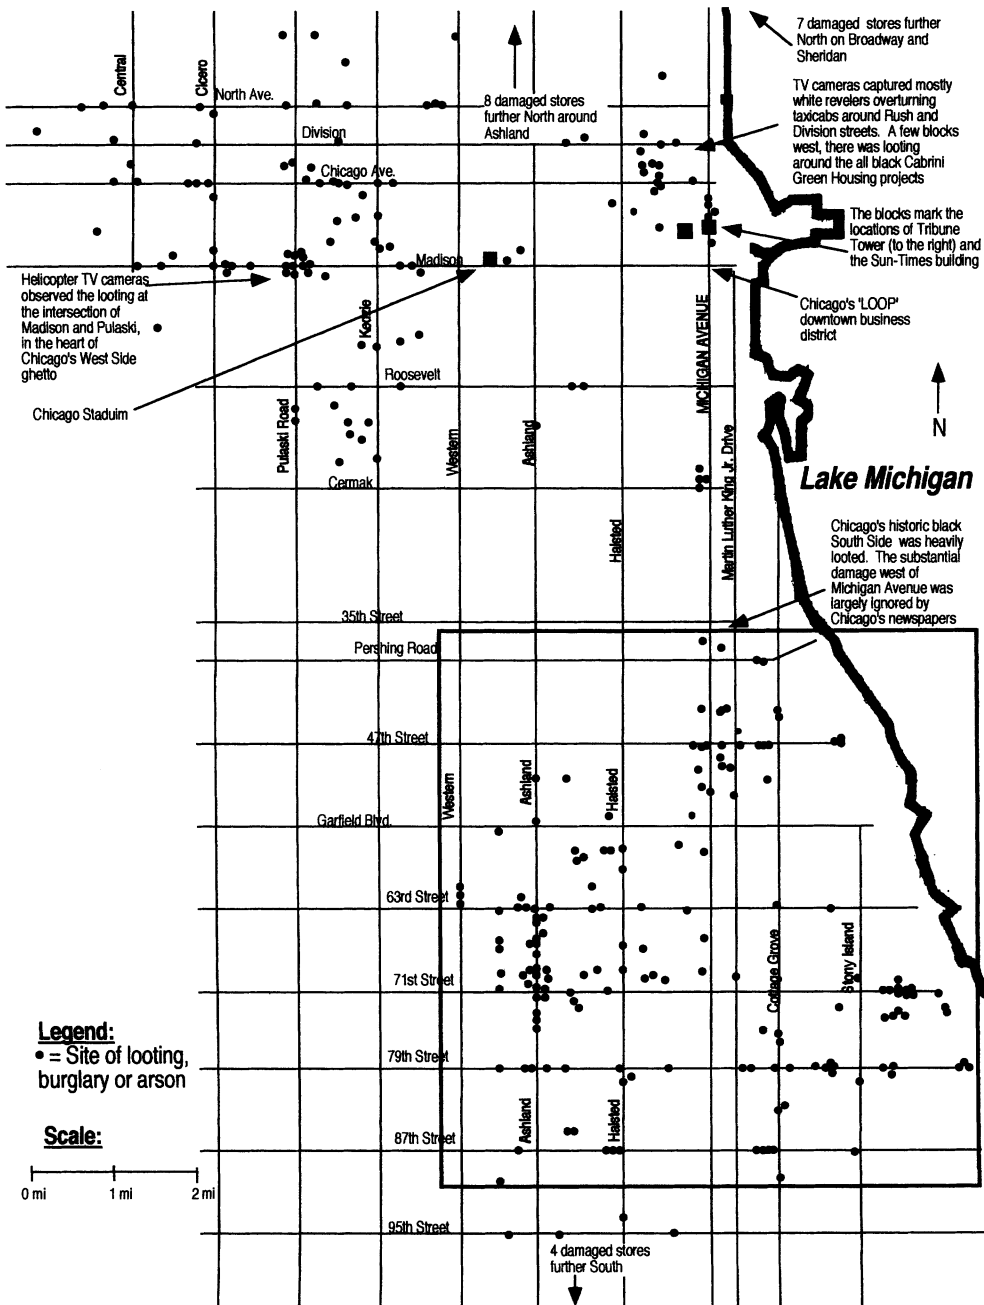 7 damaged stores further
North on Broadway and
Sheridan
Central
Cicero
North Ave.
8 damaged stores
further North around
Ashland
TV cameras captured mostly
white revelers overturning
taxicabs around Rush and
Division streets. A few blocks
west, there was looting
around the all black Cabrini
Green Housing projects
Division
Chicago Ave.
The blocks mark the
locations of Tribune
Tower (to the right) and
the Sun-Times building
Madison
Helicopter TV cameras
observed the looting at
the intersection of
Madison and Pulaski,
in the heart of
Chicago's West Side
ghetto
Kedzie
MICHIGAN AVENUE
Chicago's 'LOOP'
downtown business
district
Roosevelt
Chicago Staduim
Pulaski Road
Western
Ashland
Martin Luther King Jr. Drive
N
Cermak
Lake Michigan
Halsted
Chicago's historic black
South Side was heavily
looted. The substantial
damage west of
Michigan Avenue was
largely ignored by
Chicago's newspapers
35th Street
Pershing Road
47th Street
Western
Ashland
Halsted
Garfield Blvd.
63rd Street
Cottage Grove
Stony Island
71st Street
Legend:
= Site of looting,
burglary or arson
79th Street
Ashland
Halsted
87th Street
Scale:
0 mi 1 mi 2 mi
95th Street
4 damaged stores
further South